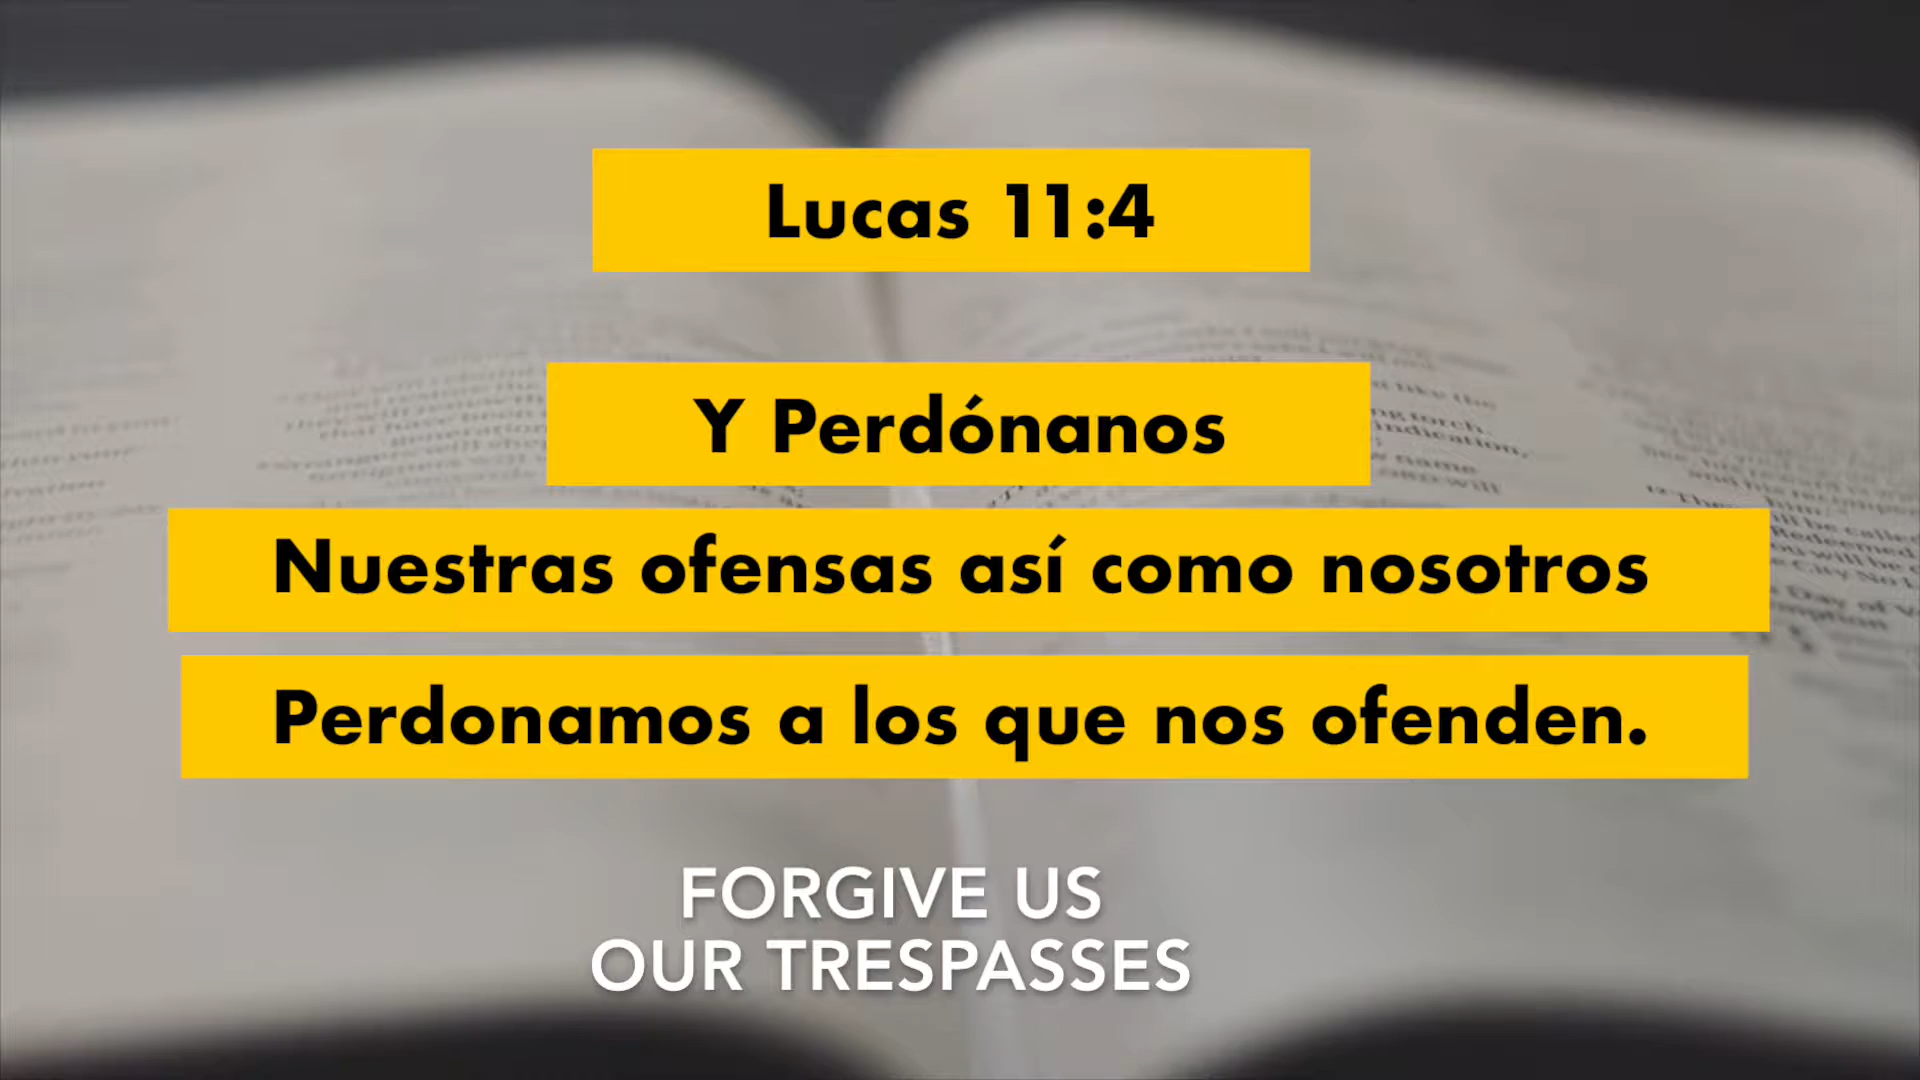 Lucas 11:4
Y Perdónanos
Nuestras ofensas así como nosotros
Perdonamos a los que nos ofenden.
FORGIVE US
OUR TRESPASSES